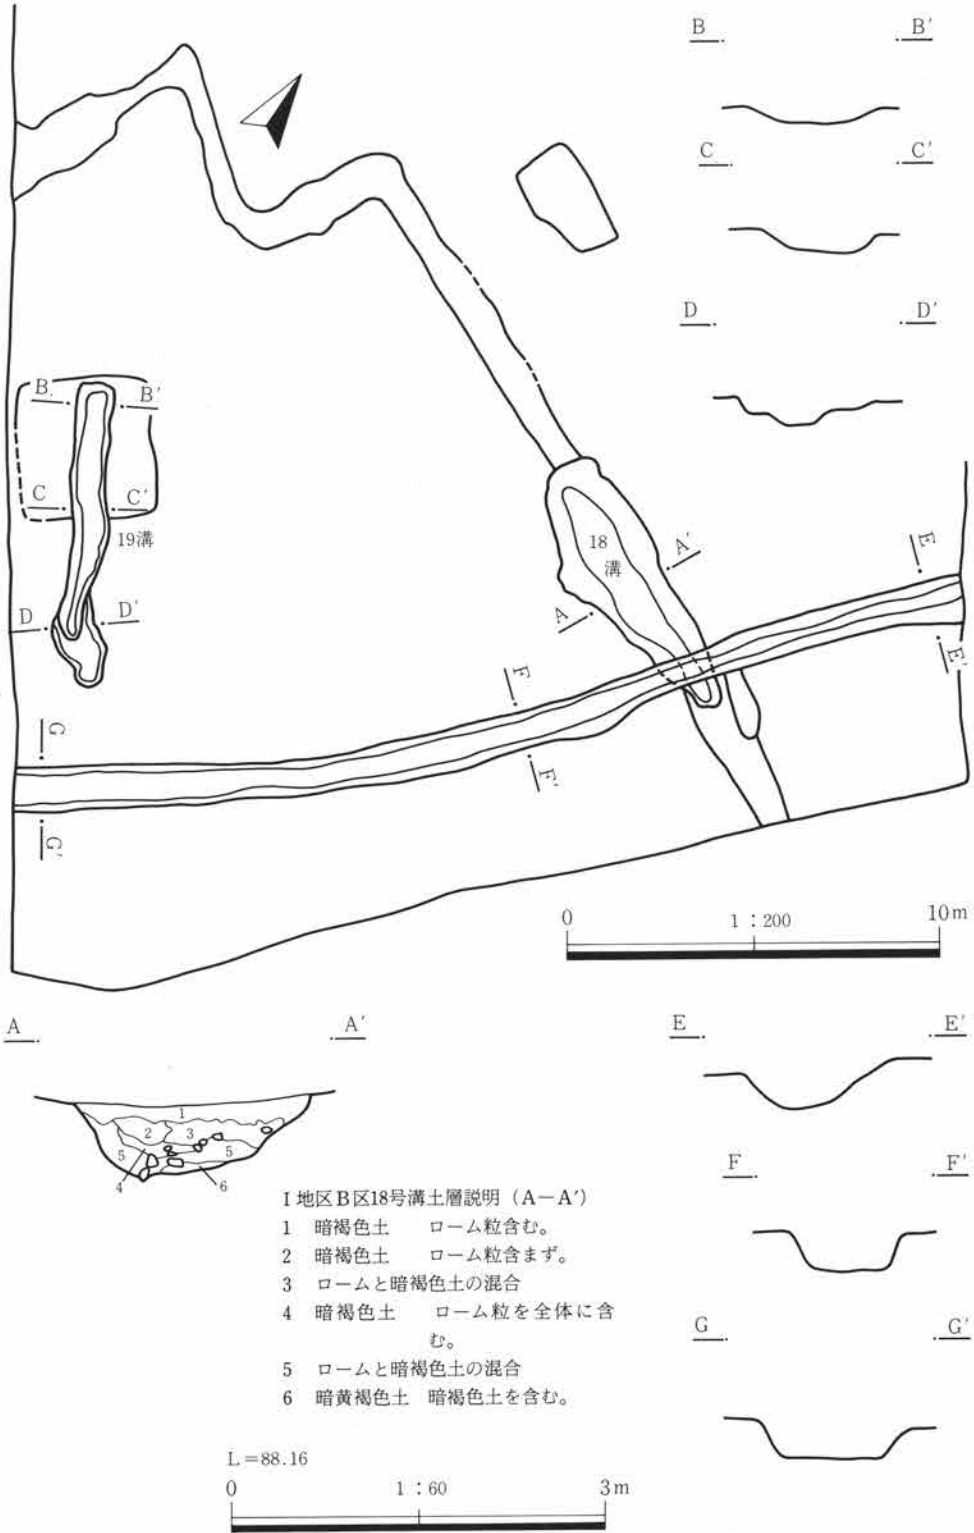 B. .B'
C. .C'
D. .D'
B. .B'
C. .C'
19溝
D. .D'
18
溝
A'
A
E
E'
F
F'
G
G'
0 1：200 10m
A. .A'
E. .E'
F. .F'
G. .G'
1
2 3
5 5
4 6
I地区B区18号溝土層説明（A－A'）
1 暗褐色土 ローム粒含む。
2 暗褐色土 ローム粒含まず。
3 ロームと暗褐色土の混合
4 暗褐色土 ローム粒を全体に含
む。
5 ロームと暗褐色土の混合
6 暗黄褐色土 暗褐色土を含む。
L＝88.16
0 1：60 3m